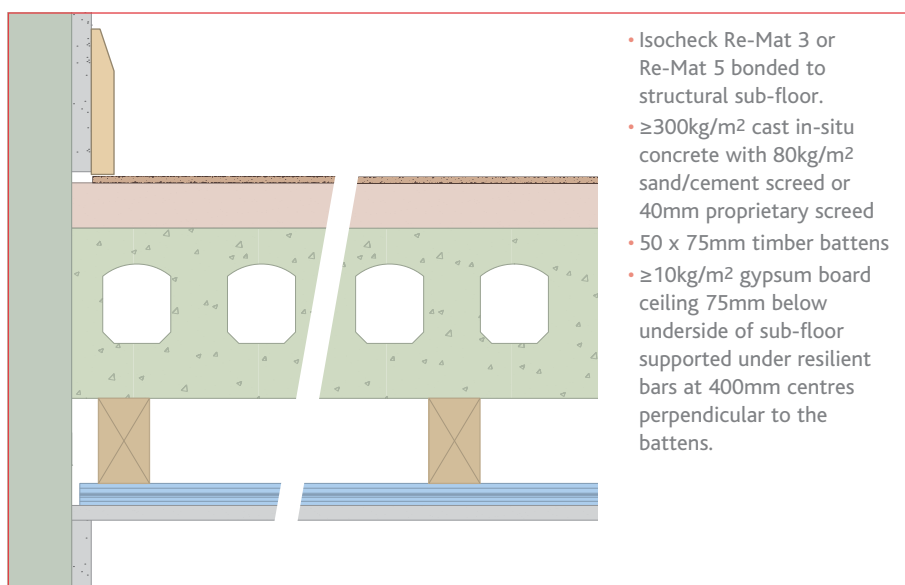 • Isocheck Re-Mat 3 or
Re-Mat 5 bonded to
structural sub-floor.
• ≥300kg/m2 cast in-situ
concrete with 80kg/m2
sand/cement screed or
40mm proprietary screed
• 50 x 75mm timber battens
• ≥10kg/m2 gypsum board
ceiling 75mm below
underside of sub-floor
supported under resilient
bars at 400mm centres
perpendicular to the
battens.